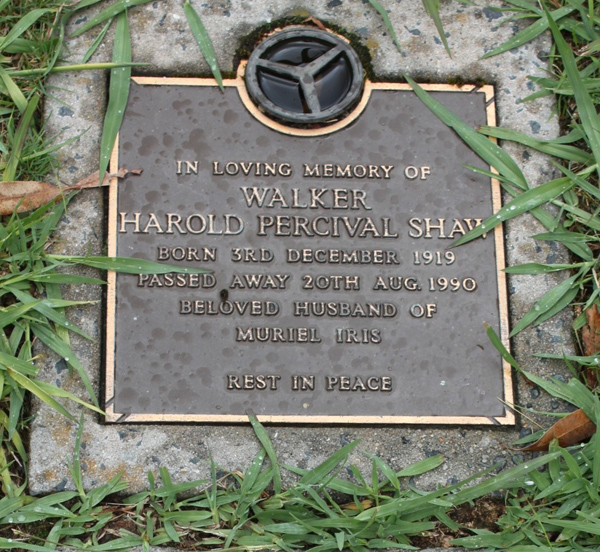 IN LOVING MEMORY OF
WALKER
HAROLD PERCIVAL SHAW
BORN 3RD DECEMBER 1919
PASSED AWAY 20TH AUG. 1990
BELOVED HUSBAND OF
MURIEL IRIS
REST IN PEACE